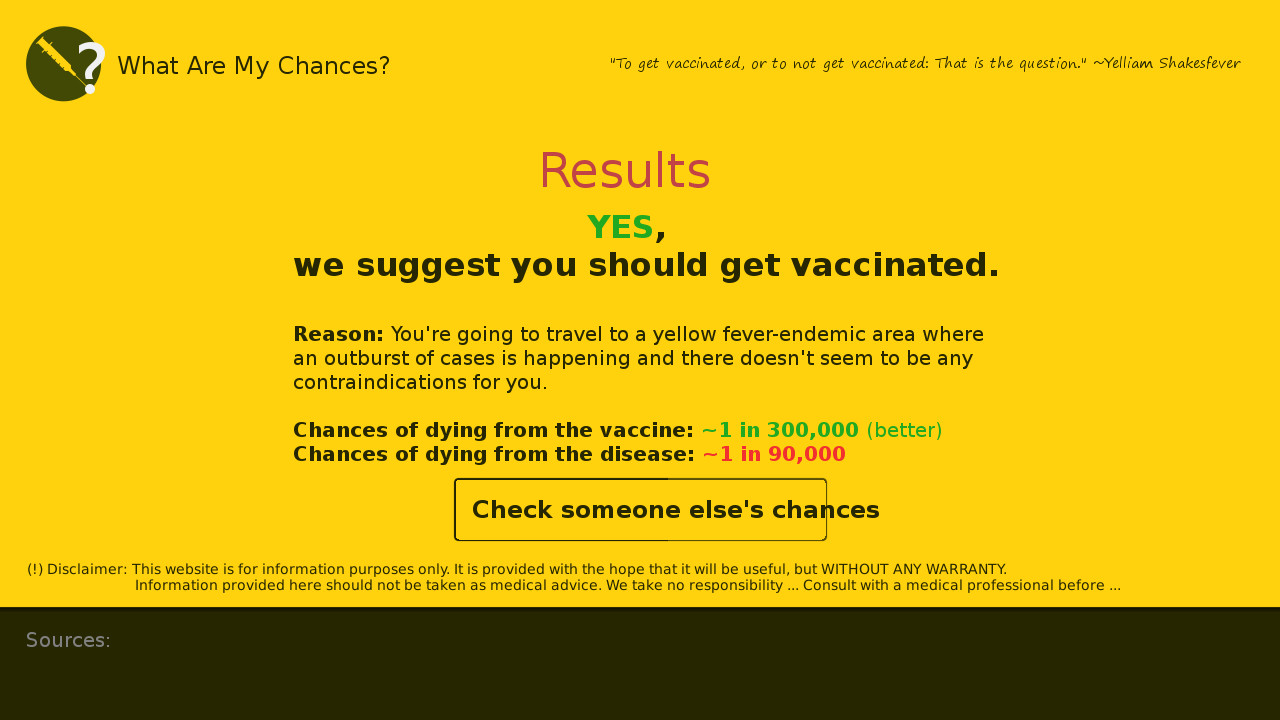 What Are My Chances?
"To get vaccinated, or to not get vaccinated: That is the question." ~Yelliam Shakesfever
Results
YES,
we suggest you should get vaccinated.
Reason: You're going to travel to a yellow fever-endemic area where
an outburst of cases is happening and there doesn't seem to be any
contraindications for you.
Chances of dying from the vaccine: ~1 in 300,000 (better)
Chances of dying from the disease: ~1 in 90,000
Check someone else's chances
(!) Disclaimer: This website is for information purposes only. It is provided with the hope that it will be useful, but WITHOUT ANY WARRANTY.
Information provided here should not be taken as medical advice. We take no responsibility ... Consult with a medical professional before ...
Sources: